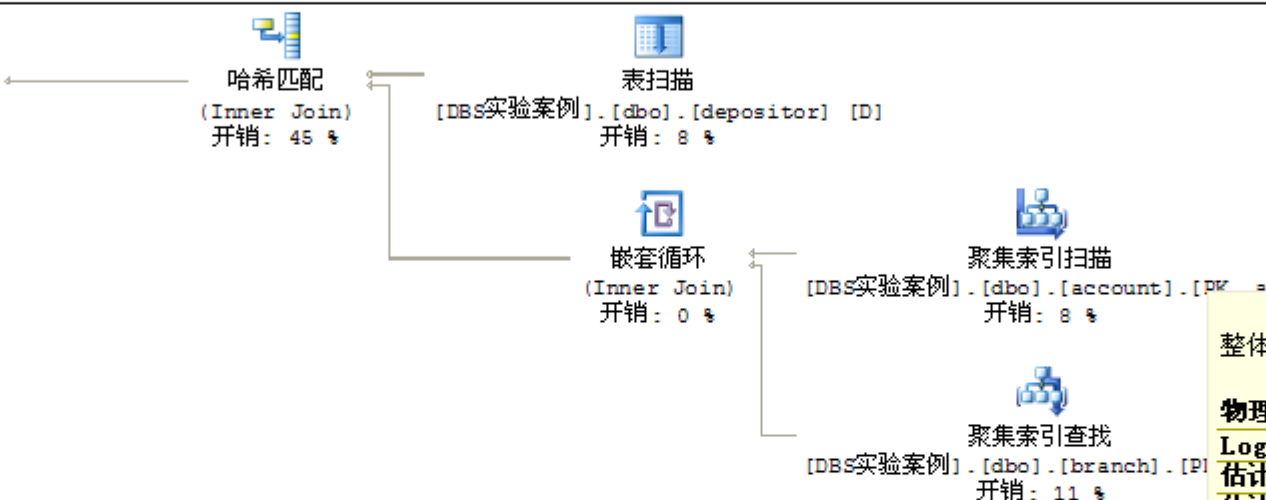 哈希匹配
(Inner Join)
开销: 45 %
表扫描
[DBS实验案例].[dbo].[depositor] [D]
开销: 8 %
嵌套循环
(Inner Join)
开销: 0 %
聚集索引扫描
[DBS实验案例].[dbo].[account].[PK_a
开销: 8 %
聚集索引查找
[DBS实验案例].[dbo].[branch].[P
开销: 11 %
整体
物理
Log
估计